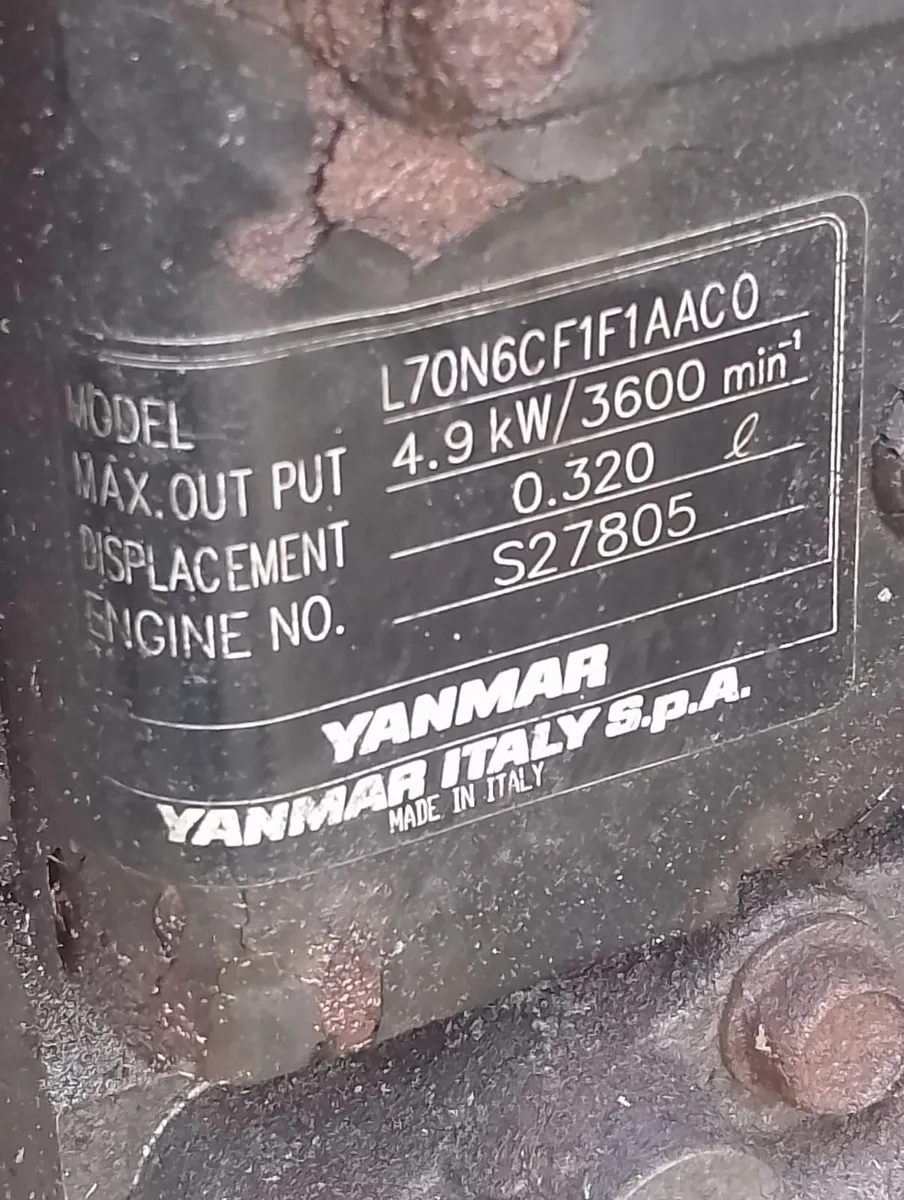 MODEL L70N6CF1F1AAC0
MAX. OUT PUT 4.9 kW/3600 min⁻¹
DISPLACEMENT 0.320 ℓ
ENGINE NO. S27805
YANMAR
YANMAR ITALY S.p.A.
MADE IN ITALY